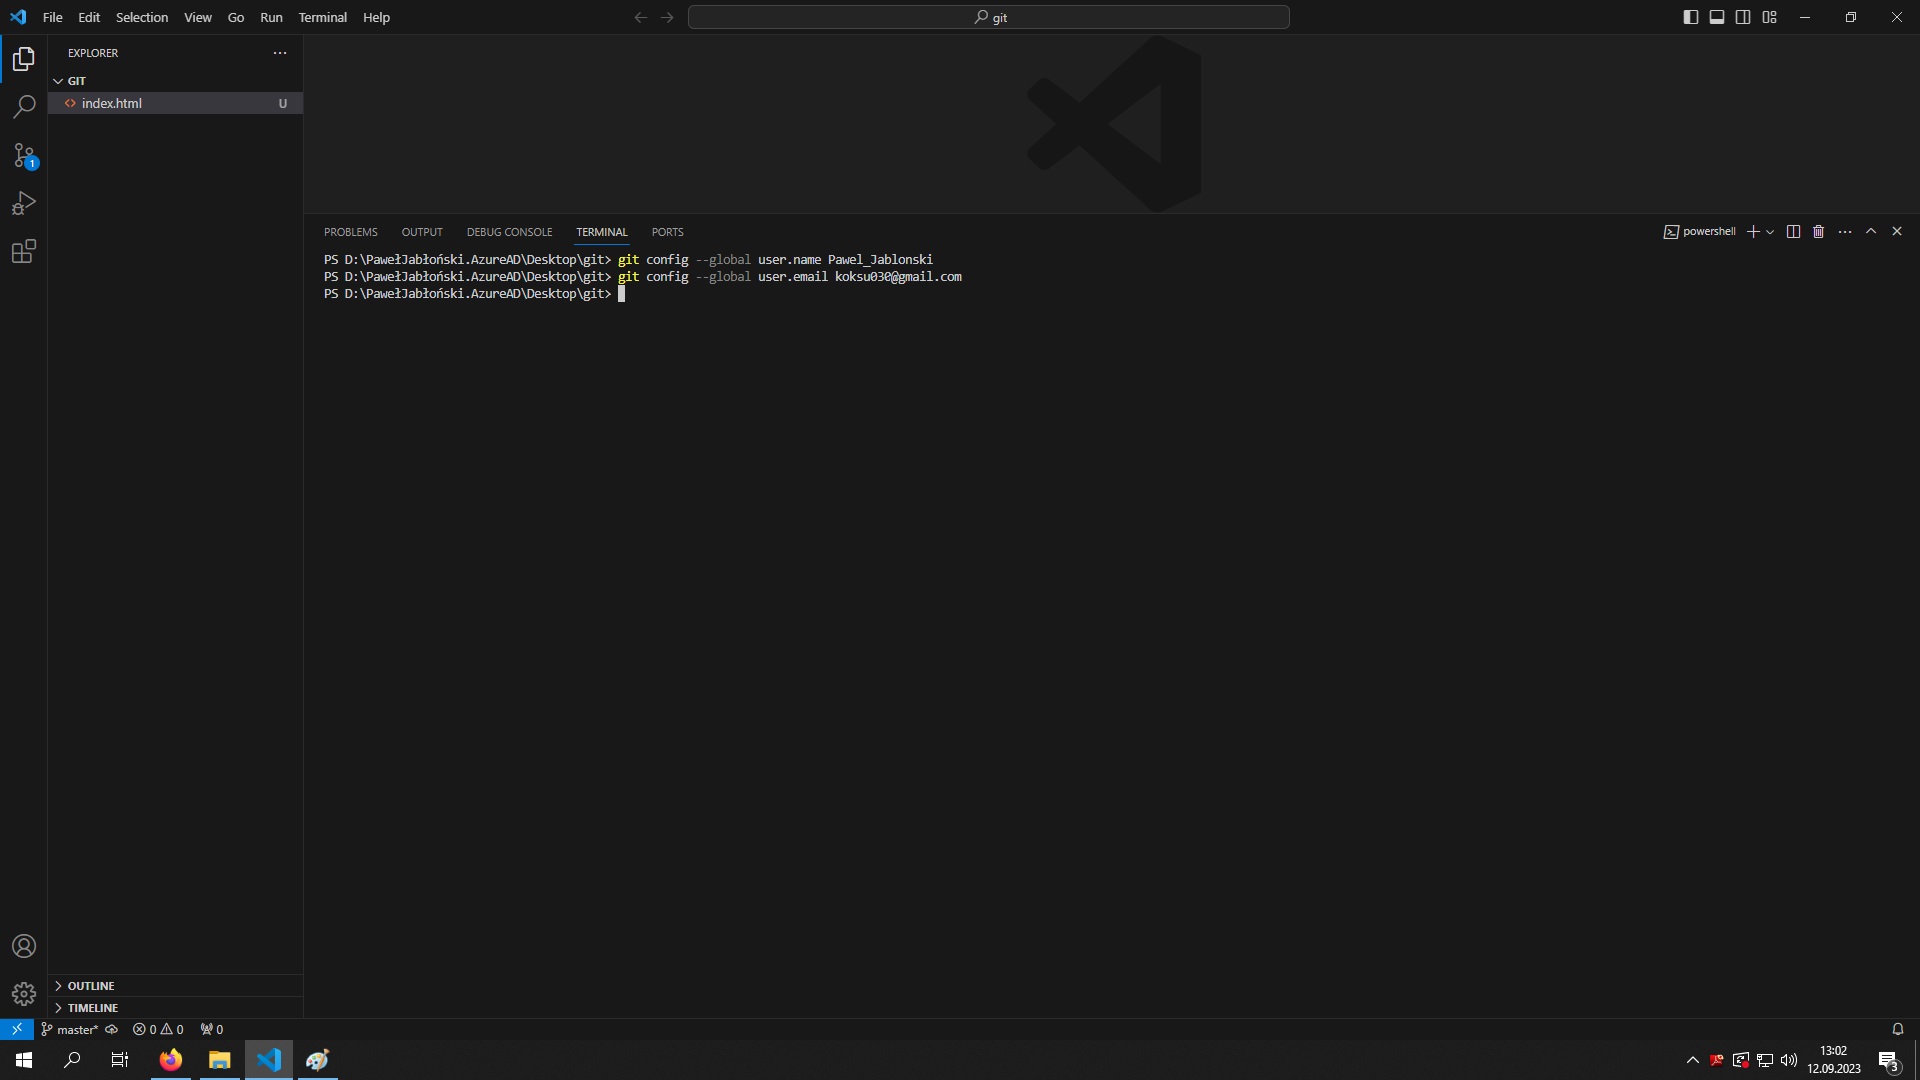 File Edit Selection View Go Run Terminal Help
git
EXPLORER
GIT
index.html U
1
PROBLEMS OUTPUT DEBUG CONSOLE TERMINAL PORTS
powershell
PS D:\PawełJabłoński.AzureAD\Desktop\git> git config --global user.name Pawel_Jablonski
PS D:\PawełJabłoński.AzureAD\Desktop\git> git config --global user.email koksu030@gmail.com
PS D:\PawełJabłoński.AzureAD\Desktop\git>
OUTLINE
TIMELINE
master* 0 0 0
13:02
12.09.2023
3